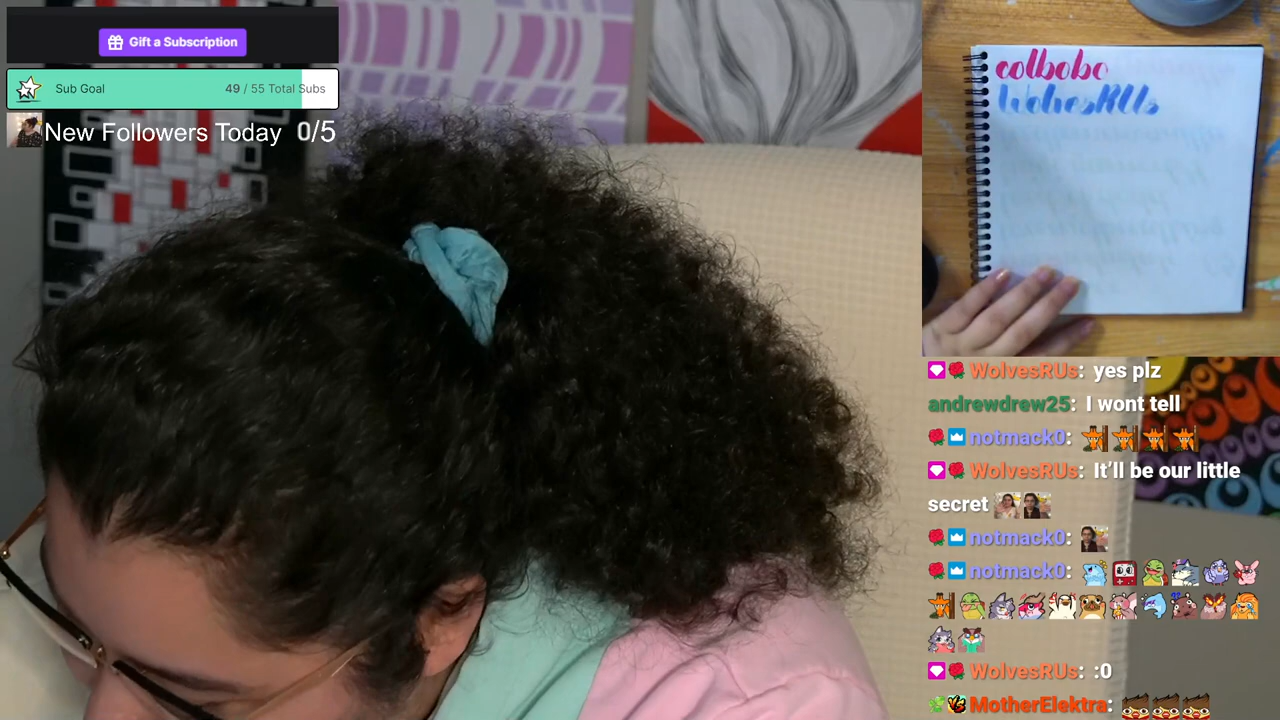 Gift a Subscription
Sub Goal
49 / 55 Total Subs
New Followers Today 0/5
colbobo
WolvesRUs
WolvesRUs: yes plz
andrewdrew25: I wont tell
notmack0:
WolvesRUs: It’ll be our little
secret
notmack0:
notmack0:
WolvesRUs: :0
MotherElektra: